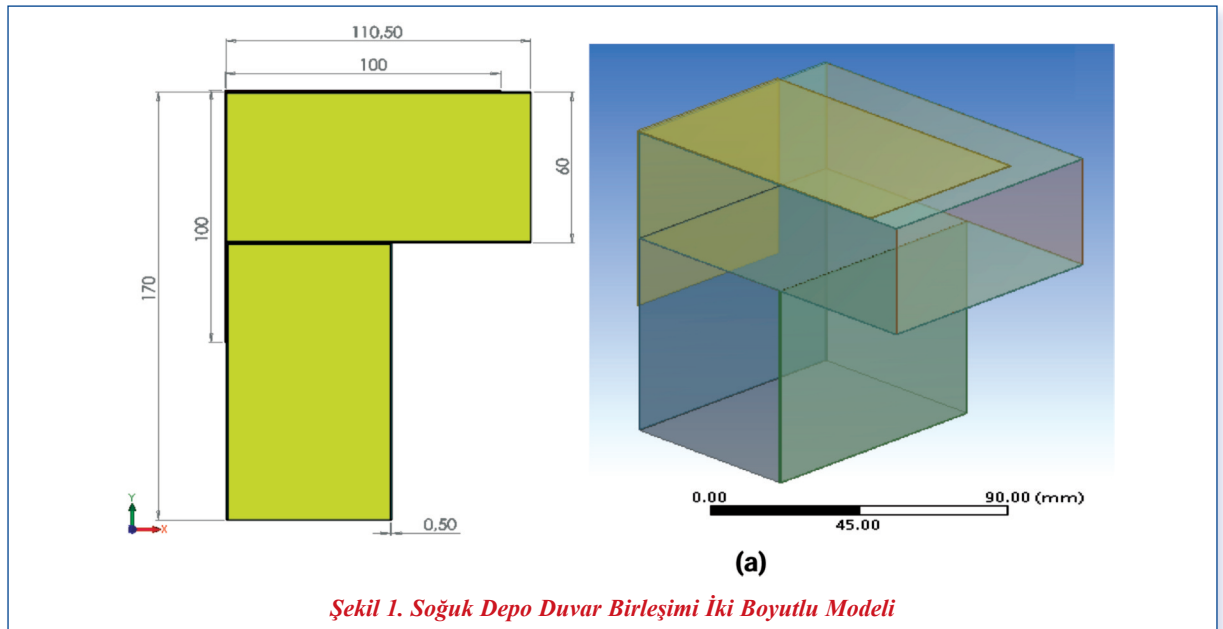 110,50
100
60
100
170
0,50
Y
X
0.00
90.00 (mm)
45.00
(a)
Şekil 1. Soğuk Depo Duvar Birleşimi İki Boyutlu Modeli